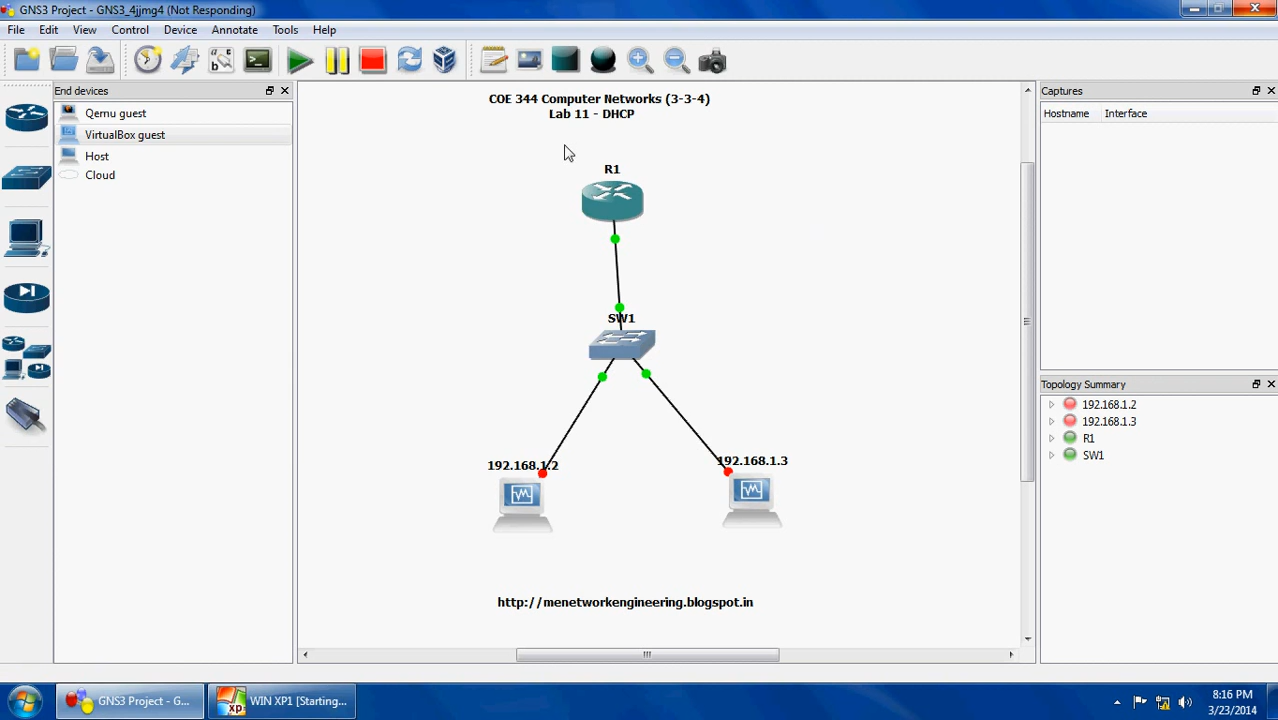 GNS3 Project - GNS3_4jjmg4 (Not Responding)
File Edit View Control Device Annotate Tools Help
End devices
Qemu guest
VirtualBox guest
Host
Cloud
COE 344 Computer Networks (3-3-4)
Lab 11 - DHCP
R1
SW1
192.168.1.2
192.168.1.3
http://menetworkengineering.blogspot.in
Captures
Hostname Interface
Topology Summary
192.168.1.2
192.168.1.3
R1
SW1
GNS3 Project - G...
WIN XP1 [Starting...
8:16 PM
3/23/2014